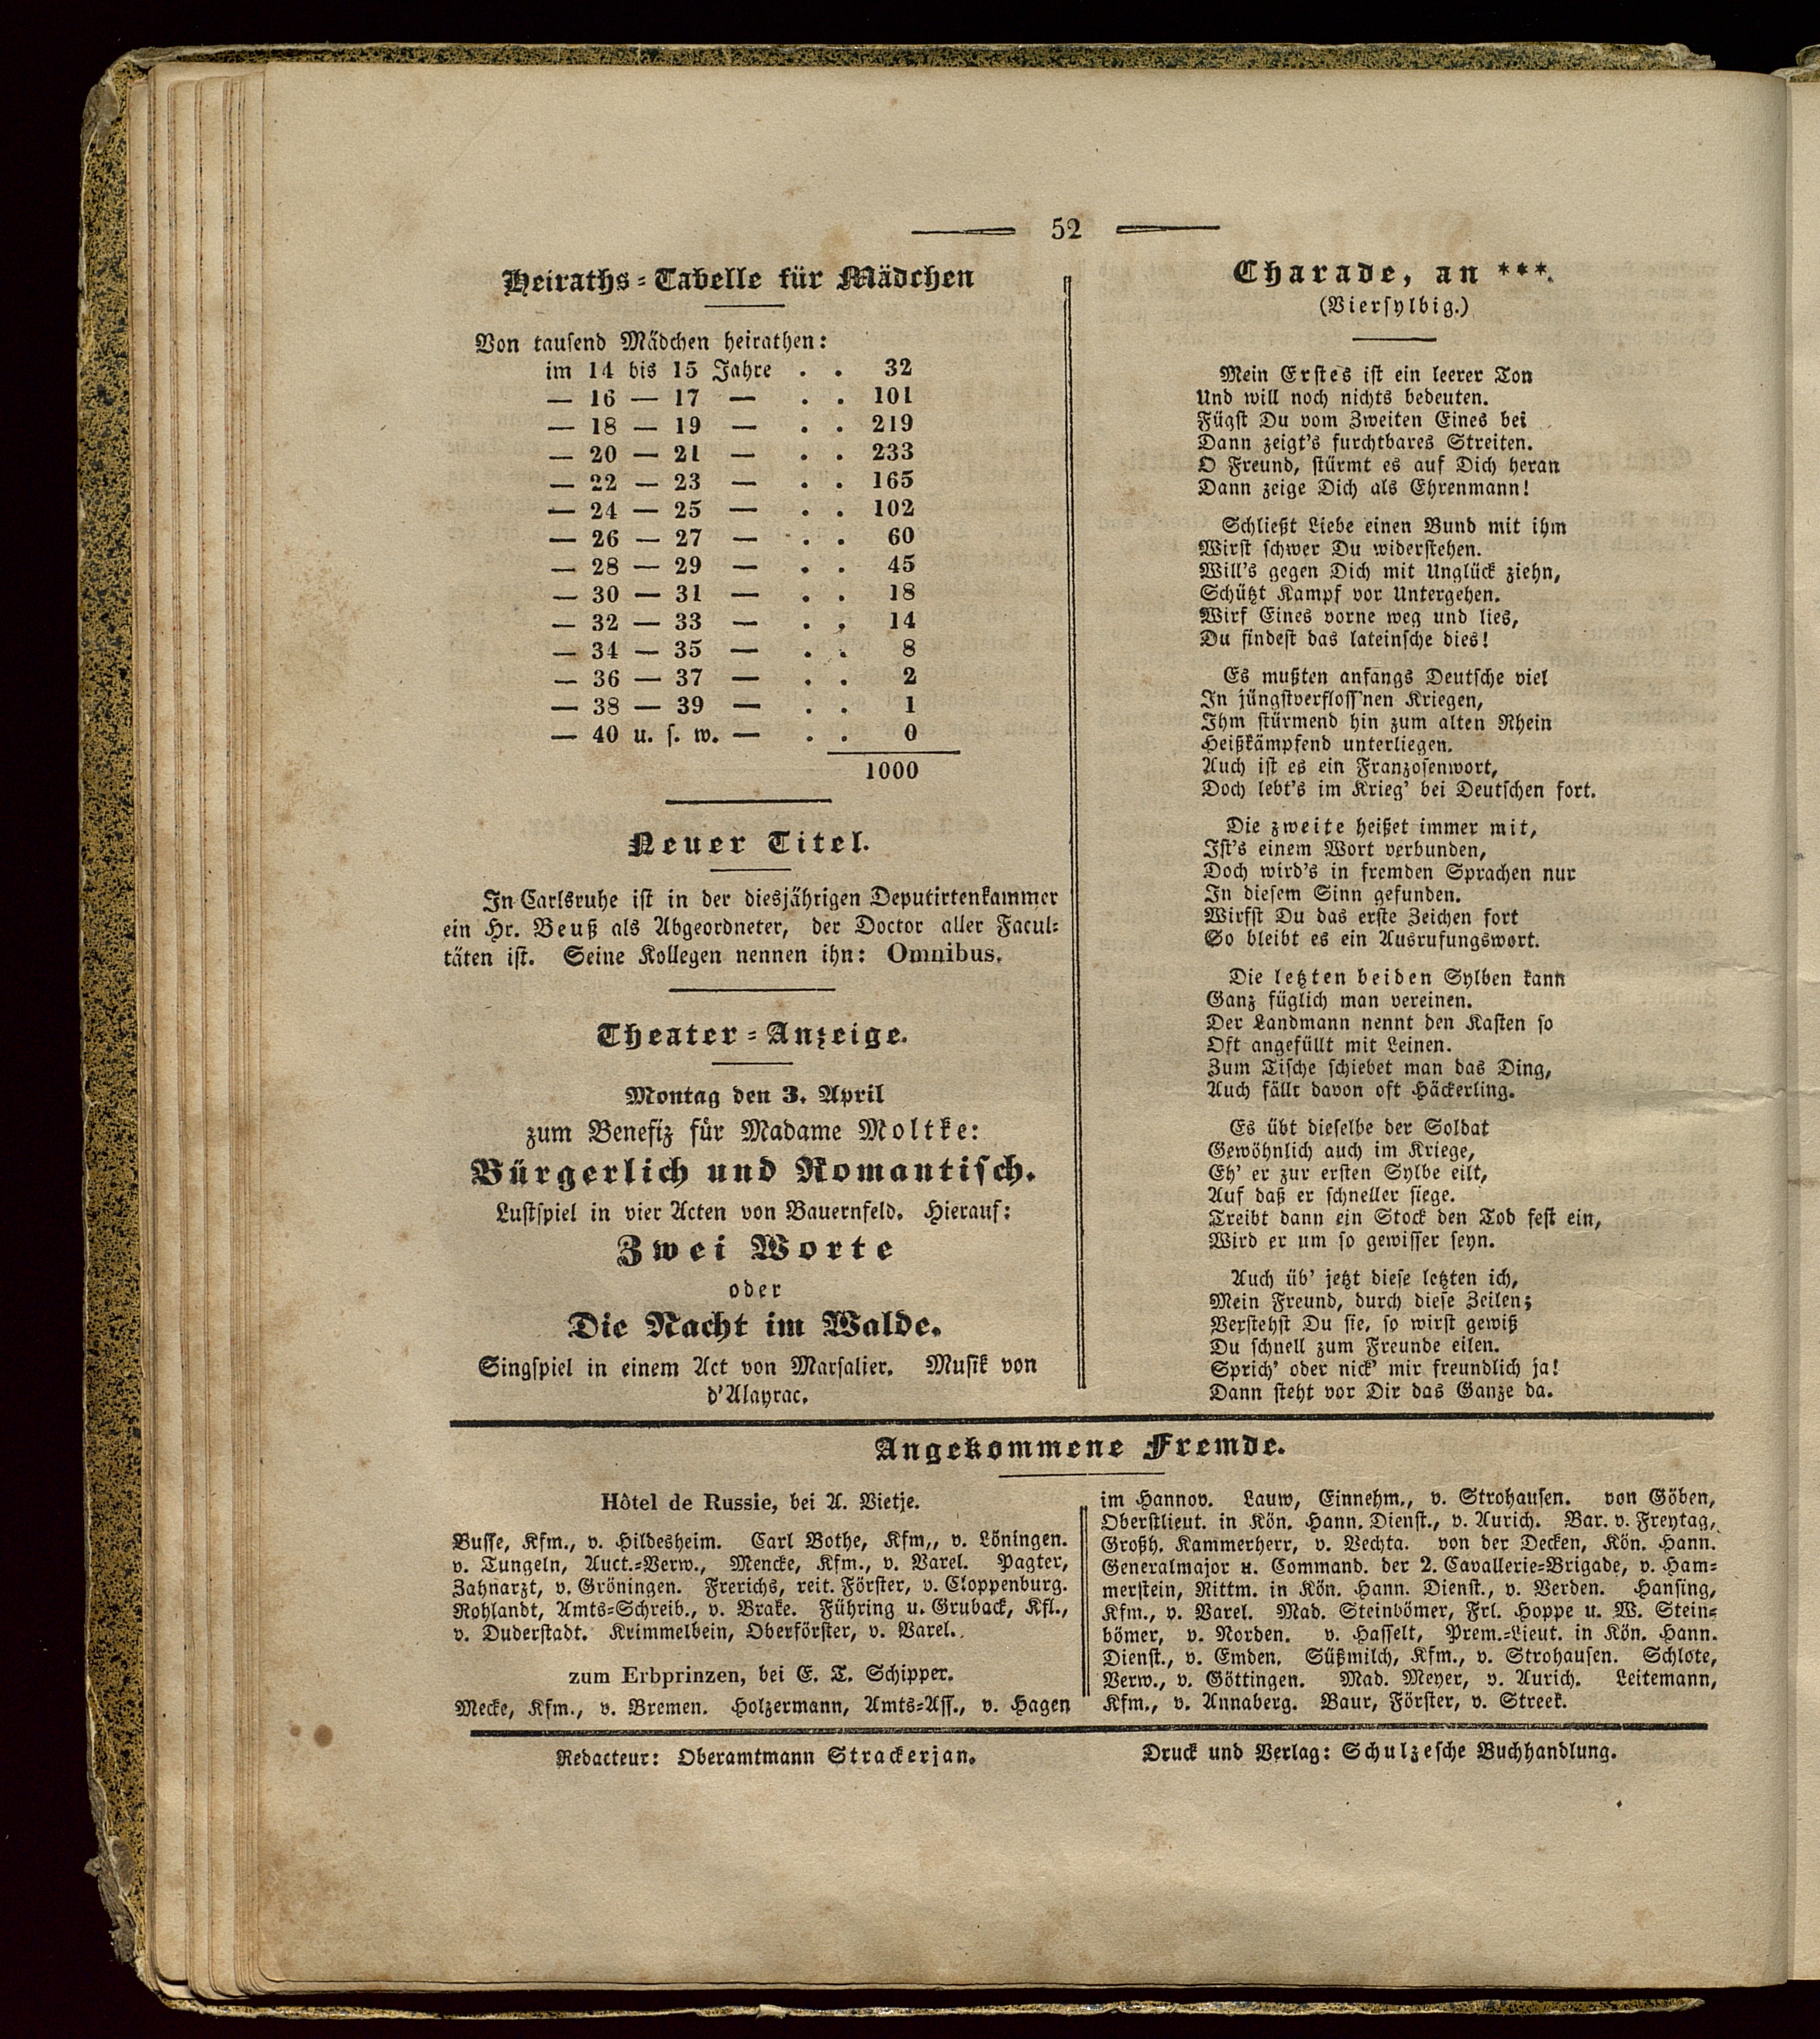 52
Heiraths-Tabelle für Mädchen
Von tausend Mädchen heirathen:
im 14 bis 15 Jahre . . 32
— 16 — 17 — . . 101
— 18 — 19 — . . 219
— 20 — 21 — . . 233
— 22 — 23 — . . 165
— 24 — 25 — . . 102
— 26 — 27 — . . 60
— 28 — 29 — . . 45
— 30 — 31 — . . 18
— 32 — 33 — . . 14
— 34 — 35 — . . 8
— 36 — 37 — . . 2
— 38 — 39 — . . 1
— 40 u. s. w. — . . 0
1000
Neuer Titel.
In Carlsruhe ist in der diesjährigen Deputirtenkammer
ein Hr. Beuß als Abgeordneter, der Doctor aller Facul-
täten ist. Seine Kollegen nennen ihn: Omnibus.
Theater-Anzeige.
Montag den 3. April
zum Benefiz für Madame Moltke:
Bürgerlich und Romantisch.
Lustspiel in vier Acten von Bauernfeld. Hierauf:
Zwei Worte
oder
Die Nacht im Walde.
Singspiel in einem Act von Marsalier. Musik von
d'Alayrac.
Charade, an ***.
(Viersylbig.)
Mein Erstes ist ein leerer Ton
Und will noch nichts bedeuten.
Fügst Du vom Zweiten Eines bei
Dann zeigt's furchtbares Streiten.
O Freund, stürmt es auf Dich heran
Dann zeige Dich als Ehrenmann!
Schließt Liebe einen Bund mit ihm
Wirst schwer Du widerstehen.
Will's gegen Dich mit Unglück ziehn,
Schützt Kampf vor Untergehen.
Wirf Eines vorne weg und lies,
Du findest das lateinsche dies!
Es mußten anfangs Deutsche viel
In jüngstverfloss'nen Kriegen,
Ihm stürmend hin zum alten Rhein
Heißkämpfend unterliegen.
Auch ist es ein Franzosenwort,
Doch lebt's im Krieg' bei Deutschen fort.
Die zweite heißet immer mit,
Ist's einem Wort verbunden,
Doch wird's in fremden Sprachen nur
In diesem Sinn gefunden.
Wirfst Du das erste Zeichen fort
So bleibt es ein Ausrufungswort.
Die letzten beiden Sylben kann
Ganz füglich man vereinen.
Der Landmann nennt den Kasten so
Oft angefüllt mit Leinen.
Zum Tische schiebet man das Ding,
Auch fällt davon oft Häckerling.
Es übt dieselbe der Soldat
Gewöhnlich auch im Kriege,
Eh' er zur ersten Sylbe eilt,
Auf daß er schneller siege.
Treibt dann ein Stock den Tod fest ein,
Wird er um so gewisser seyn.
Auch üb' jetzt diese letzten ich,
Mein Freund, durch diese Zeilen;
Verstehst Du sie, so wirst gewiß
Du schnell zum Freunde eilen.
Sprich' oder nick' mir freundlich ja!
Dann steht vor Dir das Ganze da.
Angekommene Fremde.
Hôtel de Russie, bei A. Vietje.
Busse, Kfm., v. Hildesheim. Carl Bothe, Kfm,, v. Löningen.
v. Tungeln, Auct.-Verw., Mencke, Kfm., v. Varel. Pagter,
Zahnarzt, v. Gröningen. Frerichs, reit. Förster, v. Cloppenburg.
Rohlandt, Amts-Schreib., v. Brake. Führing u. Gruback, Kfl.,
v. Duderstadt. Krimmelbein, Oberförster, v. Varel.
zum Erbprinzen, bei E. T. Schipper.
Mecke, Kfm., v. Bremen. Holzermann, Amts-Ass., v. Hagen
im Hannov. Lauw, Einnehm., v. Strohausen. von Göben,
Oberstlieut. in Kön. Hann. Dienst., v. Aurich. Bar. v. Freytag,
Großh. Kammerherr, v. Vechta. von der Decken, Kön. Hann.
Generalmajor u. Command. der 2. Cavallerie-Brigade, v. Ham-
merstein, Rittm. in Kön. Hann. Dienst., v. Verden. Hansing,
Kfm., v. Varel. Mad. Steinbömer, Frl. Hoppe u. W. Stein-
bömer, v. Norden. v. Hasselt, Prem.-Lieut. in Kön. Hann.
Dienst., v. Emden. Süßmilch, Kfm., v. Strohausen. Schlote,
Verw., v. Göttingen. Mad. Meyer, v. Aurich. Leitemann,
Kfm., v. Annaberg. Baur, Förster, v. Streek.
Redacteur: Oberamtmann Strackerjan.
Druck und Verlag: Schulzesche Buchhandlung.